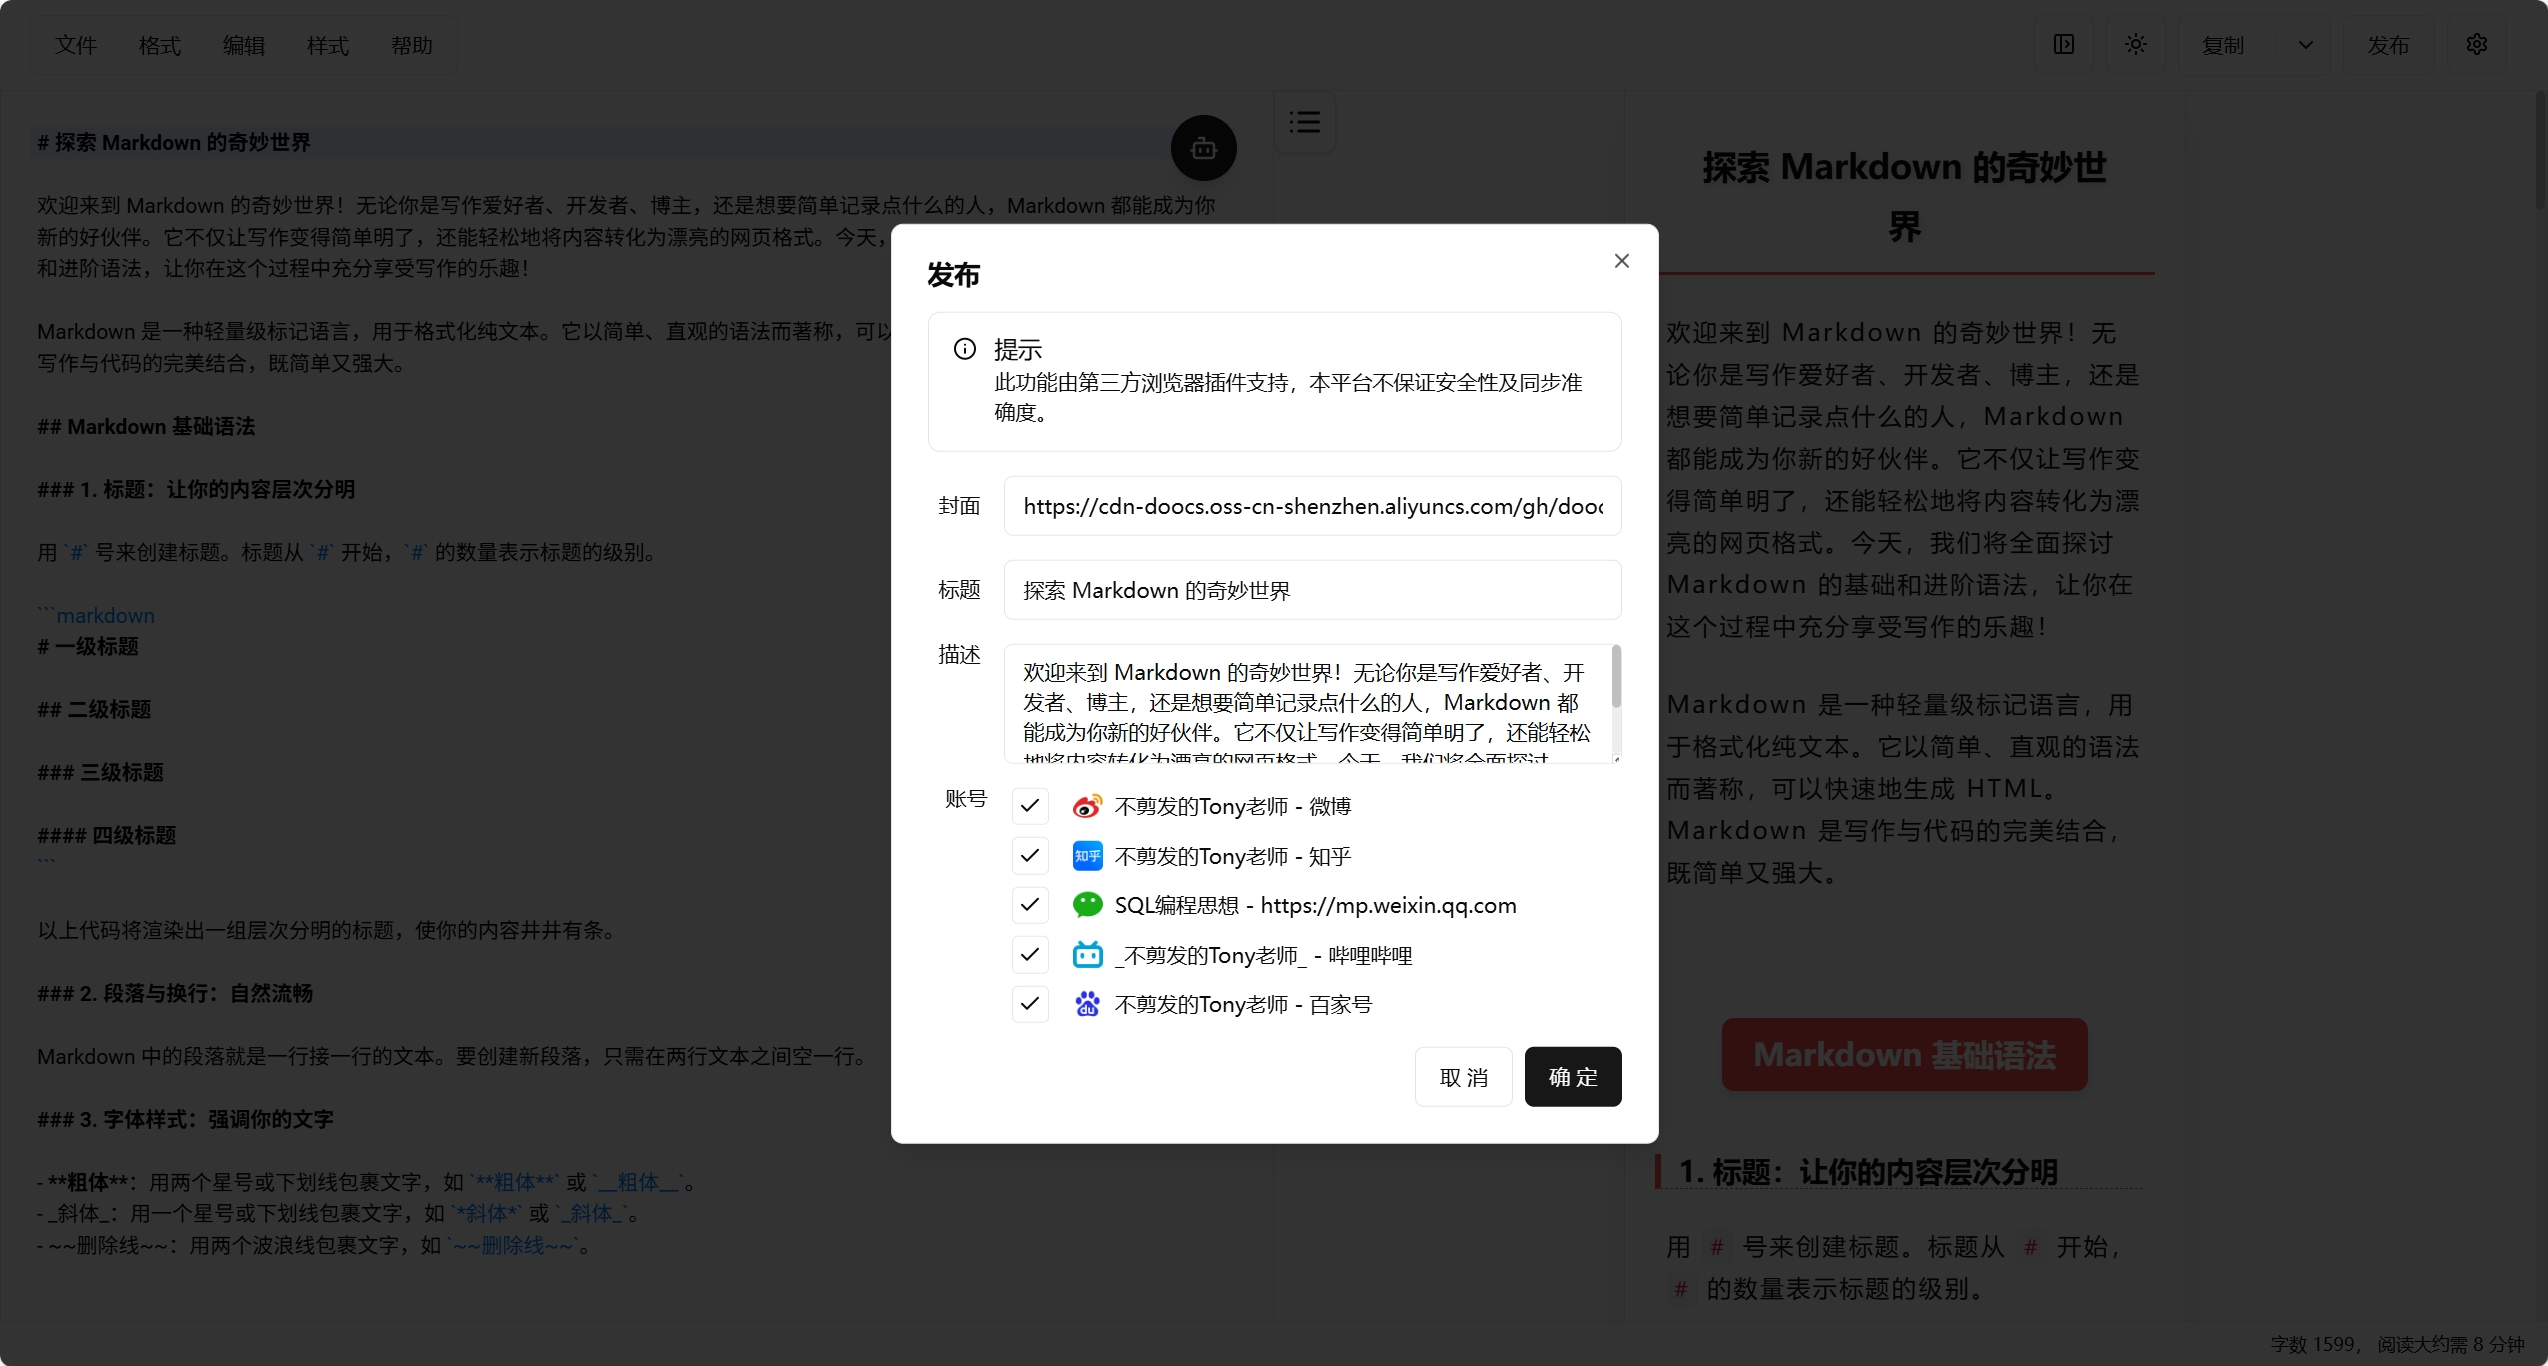 文件 格式 编辑 样式 帮助
复制 发布
# 探索 Markdown 的奇妙世界
欢迎来到 Markdown 的奇妙世界！无论你是写作爱好者、开发者、博主，还是想要简单记录点什么的人，Markdown 都能成为你
新的好伙伴。它不仅让写作变得简单明了，还能轻松地将内容转化为漂亮的网页格式。今天，
和进阶语法，让你在这个过程中充分享受写作的乐趣！
Markdown 是一种轻量级标记语言，用于格式化纯文本。它以简单、直观的语法而著称，可以
写作与代码的完美结合，既简单又强大。
## Markdown 基础语法
### 1. 标题：让你的内容层次分明
用 `#` 号来创建标题。标题从 `#` 开始，`#` 的数量表示标题的级别。
```markdown
# 一级标题
## 二级标题
### 三级标题
#### 四级标题
```
以上代码将渲染出一组层次分明的标题，使你的内容井井有条。
### 2. 段落与换行：自然流畅
Markdown 中的段落就是一行接一行的文本。要创建新段落，只需在两行文本之间空一行。
### 3. 字体样式：强调你的文字
- **粗体**：用两个星号或下划线包裹文字，如 `**粗体**` 或 `__粗体__`。
- _斜体_：用一个星号或下划线包裹文字，如 `*斜体*` 或 `_斜体_`。
- ~~删除线~~：用两个波浪线包裹文字，如 `~~删除线~~`。
发布
提示
此功能由第三方浏览器插件支持，本平台不保证安全性及同步准
确度。
封面 https://cdn-doocs.oss-cn-shenzhen.aliyuncs.com/gh/dooc
标题 探索 Markdown 的奇妙世界
描述 欢迎来到 Markdown 的奇妙世界！无论你是写作爱好者、开
发者、博主，还是想要简单记录点什么的人，Markdown 都
能成为你新的好伙伴。它不仅让写作变得简单明了，还能轻松
地将内容转化为漂亮的网页格式。今天，我们将全面探讨
账号 不剪发的Tony老师 - 微博
知乎 不剪发的Tony老师 - 知乎
SQL编程思想 - https://mp.weixin.qq.com
_不剪发的Tony老师_ - 哔哩哔哩
du 不剪发的Tony老师 - 百家号
取 消 确 定
探索 Markdown 的奇妙世
界
欢迎来到 Markdown 的奇妙世界！无
论你是写作爱好者、开发者、博主，还是
想要简单记录点什么的人，Markdown
都能成为你新的好伙伴。它不仅让写作变
得简单明了，还能轻松地将内容转化为漂
亮的网页格式。今天，我们将全面探讨
Markdown 的基础和进阶语法，让你在
这个过程中充分享受写作的乐趣！
Markdown 是一种轻量级标记语言，用
于格式化纯文本。它以简单、直观的语法
而著称，可以快速地生成 HTML。
Markdown 是写作与代码的完美结合，
既简单又强大。
Markdown 基础语法
1. 标题：让你的内容层次分明
用 # 号来创建标题。标题从 # 开始，
# 的数量表示标题的级别。
字数 1599， 阅读大约需 8 分钟